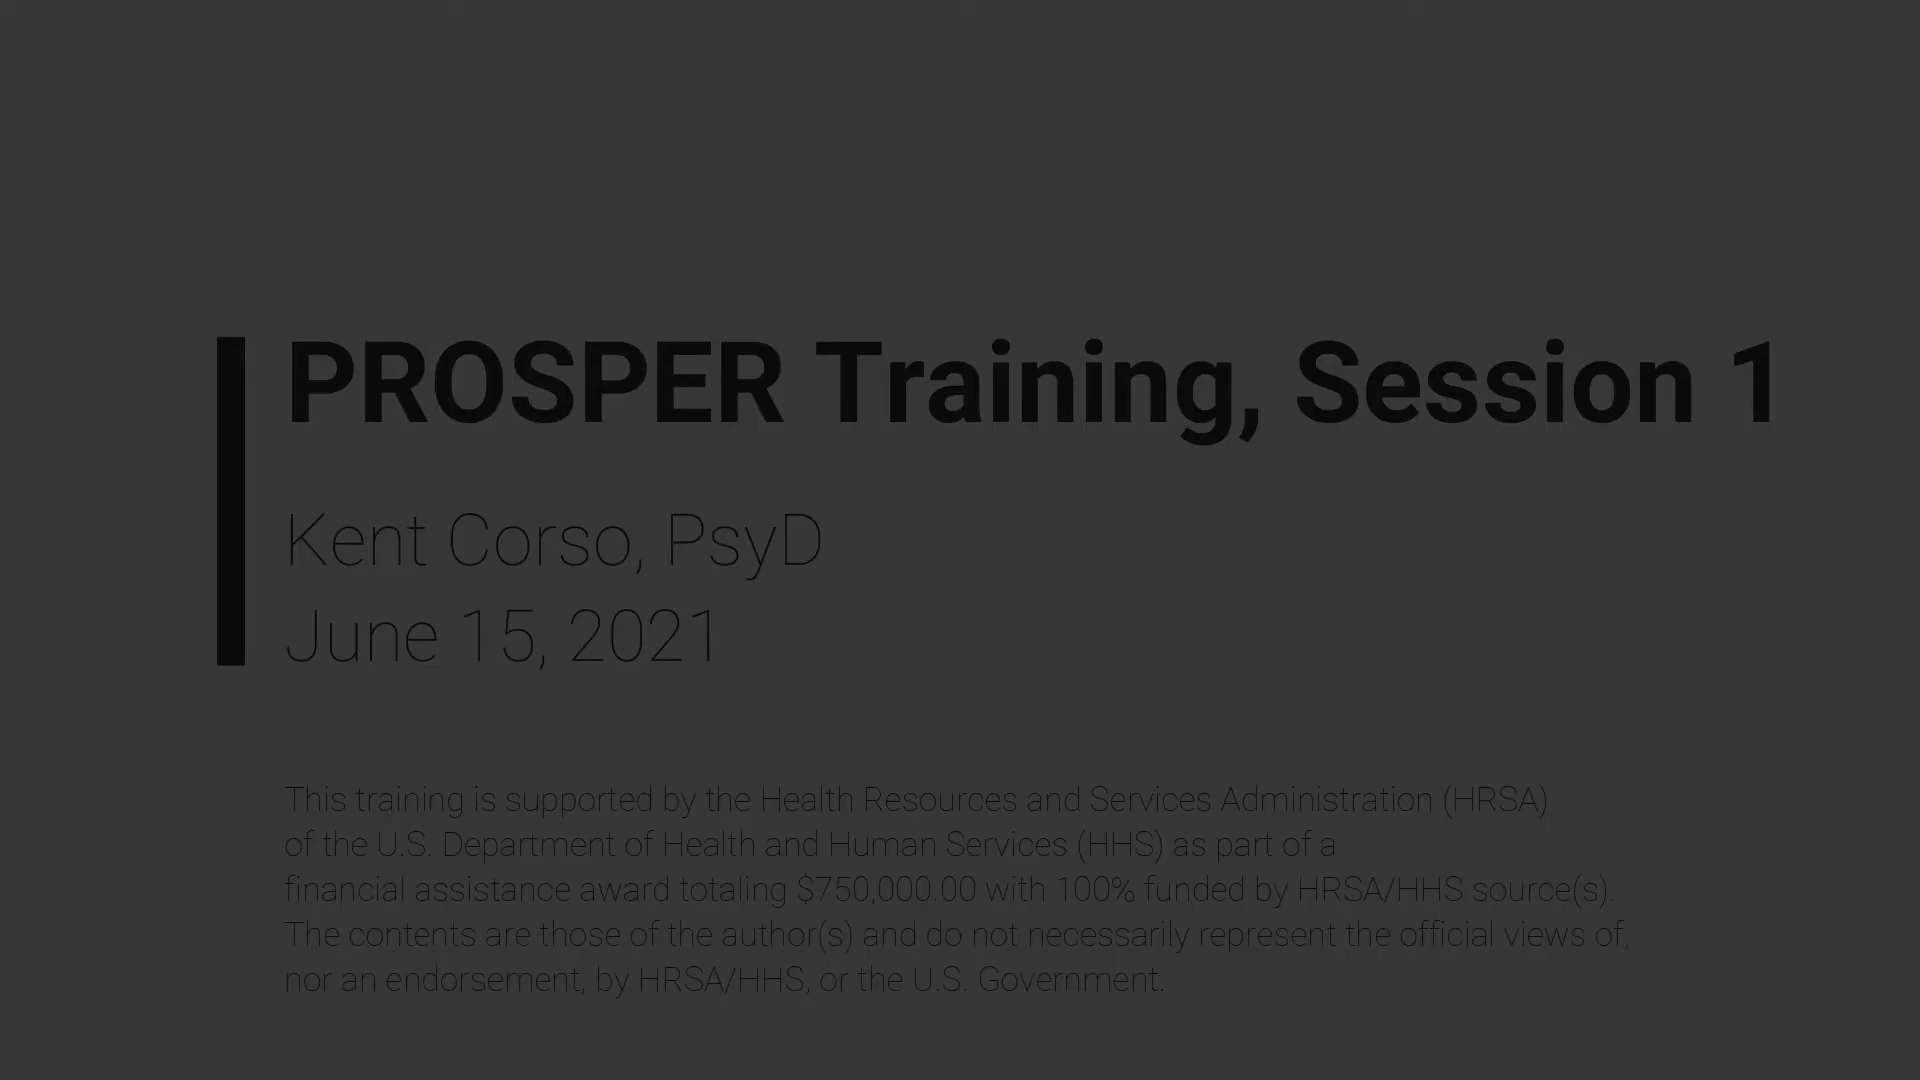 PROSPER Training, Session 1
Kent Corso, PsyD
June 15, 2021
This training is supported by the Health Resources and Services Administration (HRSA)
of the U.S. Department of Health and Human Services (HHS) as part of a
financial assistance award totaling $750,000.00 with 100% funded by HRSA/HHS source(s).
The contents are those of the author(s) and do not necessarily represent the official views of,
nor an endorsement, by HRSA/HHS, or the U.S. Government.